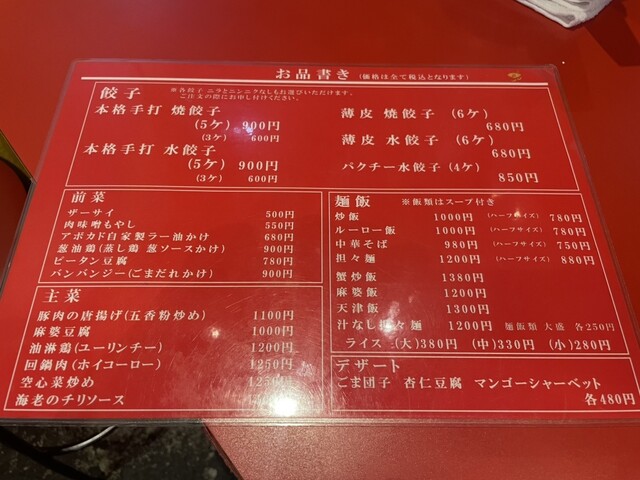 お品書き (価格は全て税込となります)
餃子 ※各餃子 ニラとニンニクなしもお選びいただけます。
ご注文の際にお申し付けください。
本格手打 焼餃子
(5ケ) 900円
(3ケ) 600円
本格手打 水餃子
(5ケ) 900円
(3ケ) 600円
薄皮 焼餃子 (6ケ)
680円
薄皮 水餃子 (6ケ)
680円
パクチー水餃子 (4ケ)
850円
前菜
ザーサイ 500円
肉味噌もやし 550円
アボカド自家製ラー油かけ 680円
葱油鶏(蒸し鶏 葱ソースかけ) 900円
ピータン豆腐 780円
バンバンジー(ごまだれかけ) 900円
主菜
豚肉の唐揚げ(五香粉炒め) 1100円
麻婆豆腐 1000円
油淋鶏(ユーリンチー) 1200円
回鍋肉(ホイコーロー) 1250円
空心菜炒め
海老のチリソース
麺飯 ※飯類はスープ付き
炒飯 1000円 (ハーフサイズ) 780円
ルーロー飯 1000円 (ハーフサイズ) 780円
中華そば 980円 (ハーフサイズ) 750円
担々麺 1200円 (ハーフサイズ) 880円
蟹炒飯 1380円
麻婆飯 1200円
天津飯 1300円
汁なし担々麺 1200円 麺飯類 大盛 各250円
ライス (大)380円 (中)330円 (小)280円
デザート
ごま団子 杏仁豆腐 マンゴーシャーベット
各480円